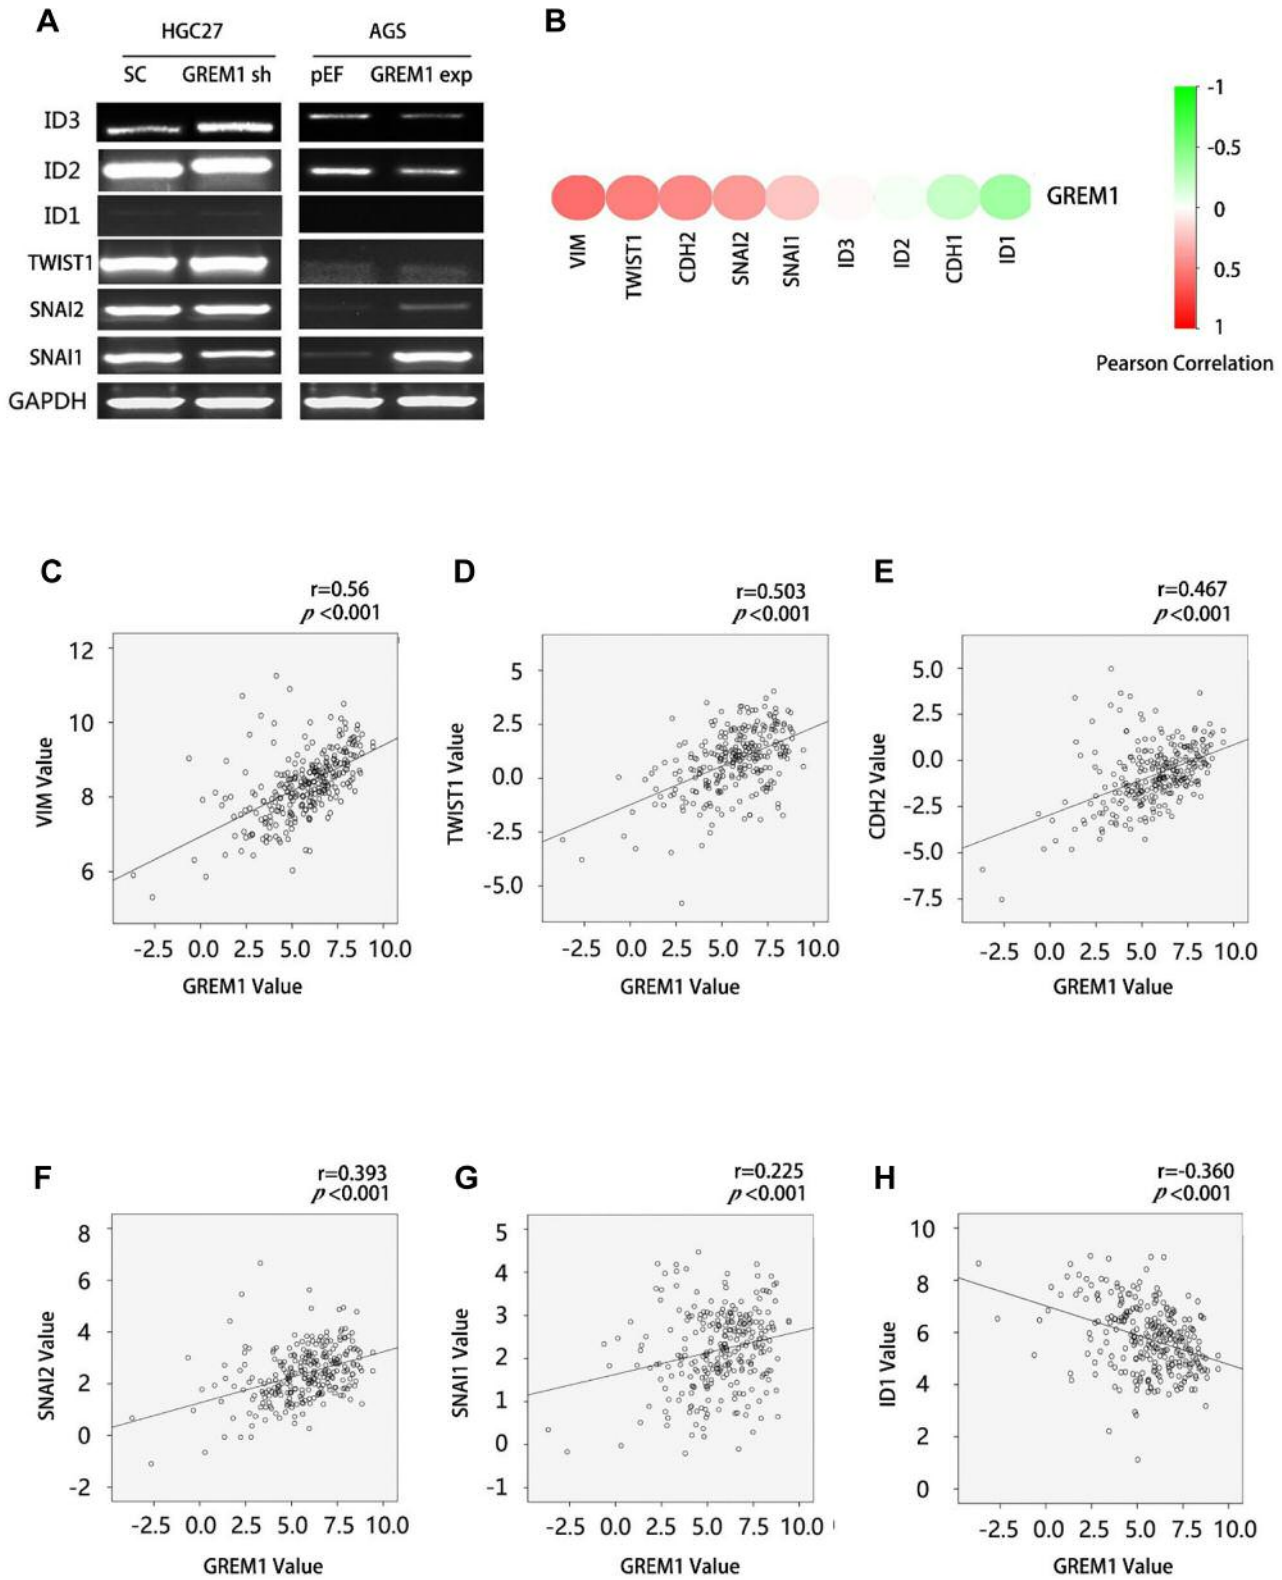 A
HGC27
AGS
SC
GREM1 sh
pEF
GREM1 exp
ID3
ID2
ID1
TWIST1
SNAI2
SNAI1
GAPDH
B
GREM1
VIM
TWIST1
CDH2
SNAI2
SNAI1
ID3
ID2
CDH1
ID1
-1
-0.5
0
0.5
1
Pearson Correlation
C
r=0.56
p<0.001
VIM Value
12
10
8
6
-2.5 0.0 2.5 5.0 7.5 10.0
GREM1 Value
D
r=0.503
p<0.001
TWIST1 Value
5
2.5
0.0
-2.5
-5.0
-2.5 0.0 2.5 5.0 7.5 10.0
GREM1 Value
E
r=0.467
p<0.001
CDH2 Value
5.0
2.5
0.0
-2.5
-5.0
-7.5
-2.5 0.0 2.5 5.0 7.5 10.0
GREM1 Value
F
r=0.393
p<0.001
SNAI2 Value
8
6
4
2
0
-2
-2.5 0.0 2.5 5.0 7.5 10.0
GREM1 Value
G
r=0.225
p<0.001
SNAI1 Value
5
4
3
2
1
0
-1
-2.5 0.0 2.5 5.0 7.5 10.0
GREM1 Value
H
r=-0.360
p<0.001
ID1 Value
10
8
6
4
2
0
-2.5 0.0 2.5 5.0 7.5 10.0
GREM1 Value